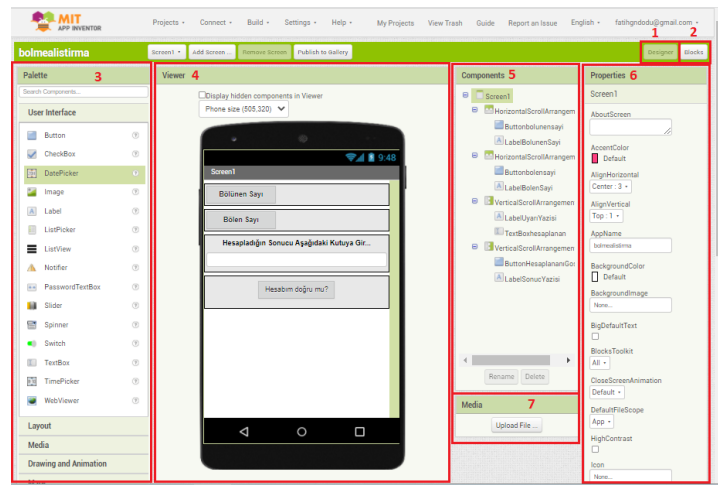 MIT
APP INVENTOR
Projects Connect Build Settings Help My Projects View Trash Guide Report an Issue English fatihgndodu@gmail.com
1 2
bolmealistirma Screen1 Add Screen ... Remove Screen Publish to Gallery Designer Blocks
Palette 3
Search Components...
User Interface
Button
CheckBox
DatePicker
Image
Label
ListPicker
ListView
Notifier
PasswordTextBox
Slider
Spinner
Switch
TextBox
TimePicker
WebViewer
Layout
Media
Drawing and Animation
Viewer 4
Display hidden components in Viewer
Phone size (505,320)
9:48
Screen1
Bölünen Sayı
Bölen Sayı
Hesapladığın Sonucu Aşağıdaki Kutuya Gir...
Hesabım doğru mu?
Components 5
Screen1
HorizontalScrollArrangem
Buttonbolunensayi
LabelBolunenSayi
HorizontalScrollArrangem
Buttonbolensayi
LabelBolenSayi
VerticalScrollArrangemen
LabelUyariYazisi
TextBoxhesaplanan
VerticalScrollArrangemen
ButtonHesaplananiGos
LabelSonucYazisi
Rename Delete
Media 7
Upload File ...
Properties 6
Screen1
AboutScreen
AccentColor
Default
AlignHorizontal
Center : 3
AlignVertical
Top : 1
AppName
bolmealistirma
BackgroundColor
Default
BackgroundImage
None...
BigDefaultText
BlocksToolkit
All
CloseScreenAnimation
Default
DefaultFileScope
App
HighContrast
Icon
None...